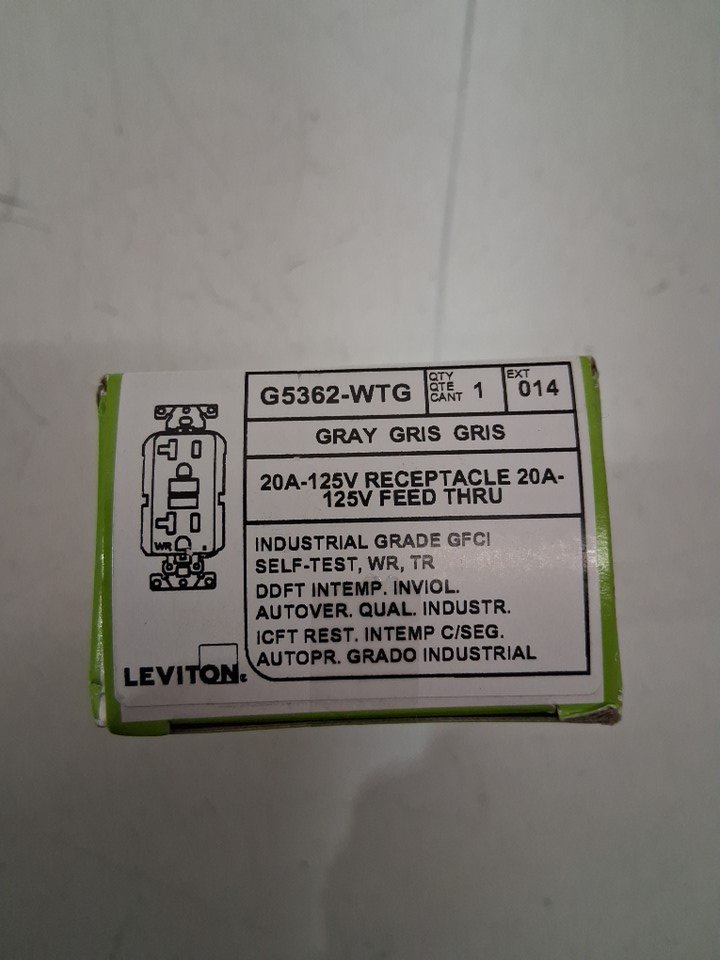 G5362-WTG
QTY
QTE
CANT 1
EXT
014
GRAY GRIS GRIS
20A-125V RECEPTACLE 20A-
125V FEED THRU
INDUSTRIAL GRADE GFCI
SELF-TEST, WR, TR
DDFT INTEMP. INVIOL.
AUTOVER. QUAL. INDUSTR.
ICFT REST. INTEMP C/SEG.
AUTOPR. GRADO INDUSTRIAL
WR
LEVITON